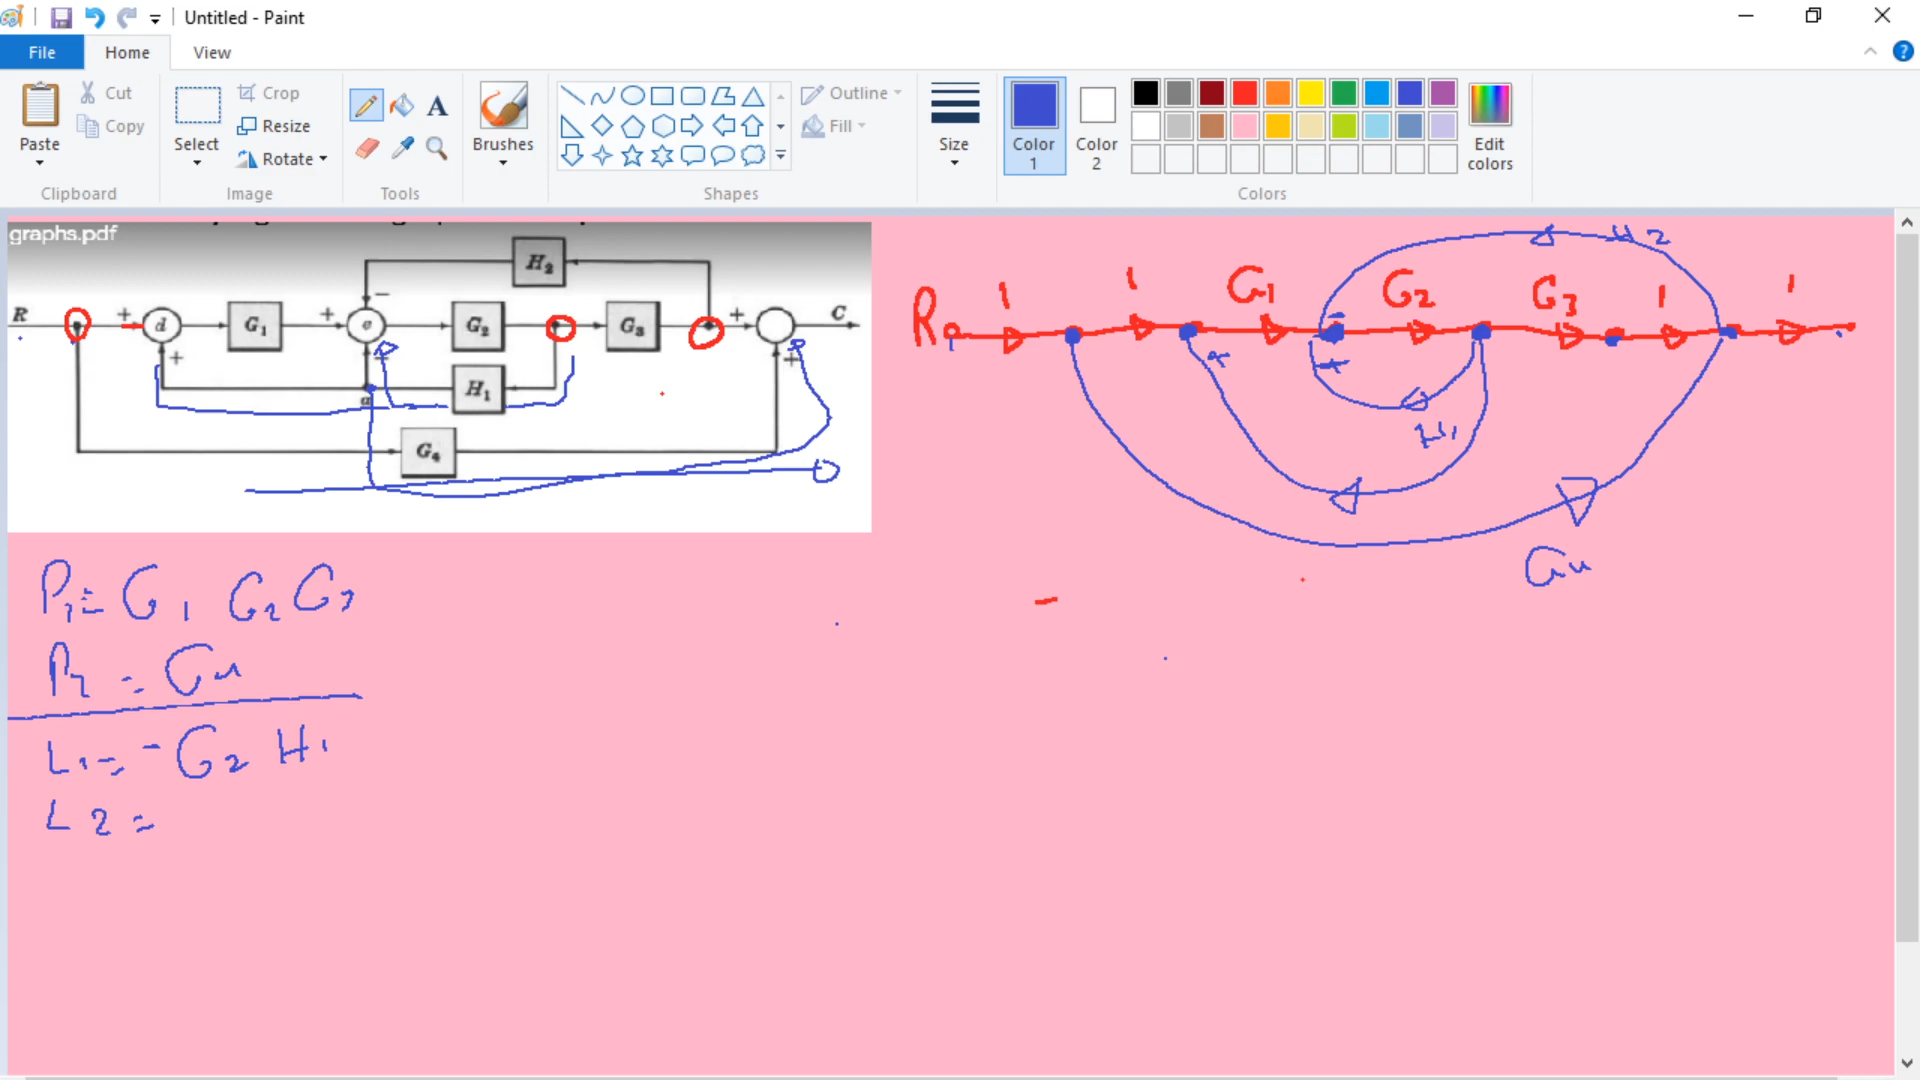 Untitled - Paint
File Home View
Paste
Cut
Copy
Clipboard
Select
Crop
Resize
Rotate
Image
Tools
Brushes
Outline
Fill
Shapes
Size
Color 1
Color 2
Edit colors
Colors
graphs.pdf
H2
R + d G1 + e G2 G3 + C
−
+ + +
H1
a
G4
R 1 1 G1 G2 G3 1 1
H2
- +
+
H1
G4
P1 = G1 G2 G3
P2 = G4
L1 = - G2 H1
L2 =